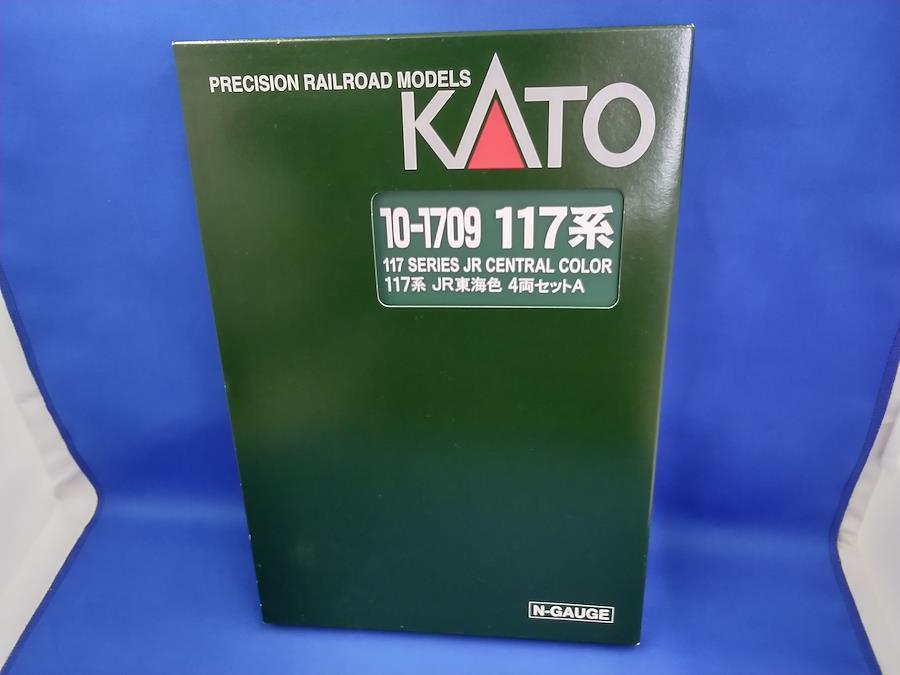 PRECISION RAILROAD MODELS
KATO
10-1709 117系
117 SERIES JR CENTRAL COLOR
117系 JR東海色 4両セットA
N-GAUGE